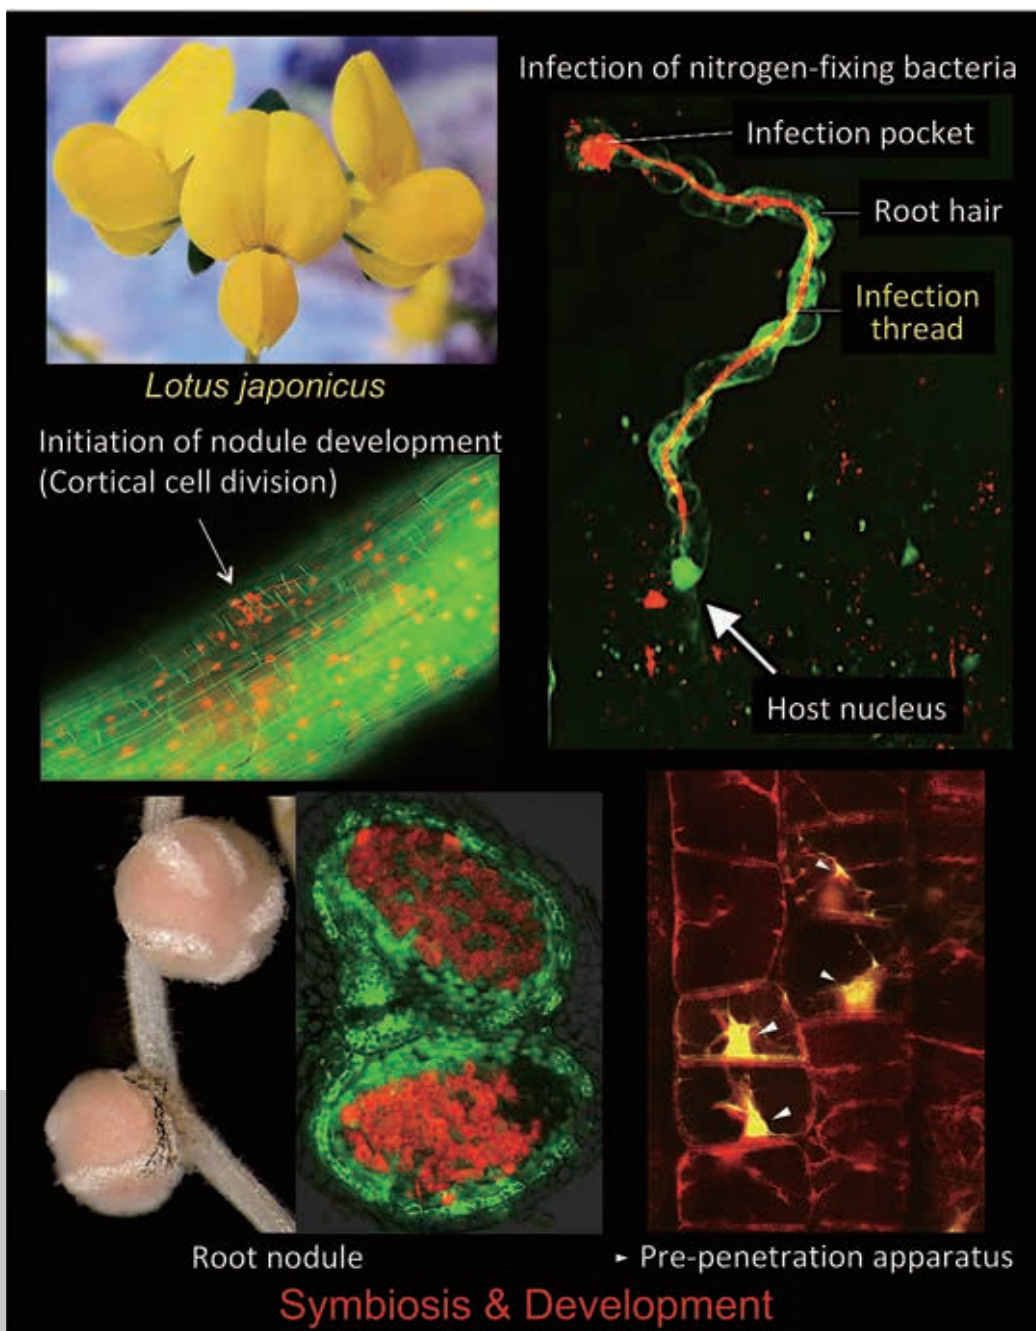 Infection of nitrogen-fixing bacteria
Infection pocket
Root hair
Infection
thread
Host nucleus
Lotus japonicus
Initiation of nodule development
(Cortical cell division)
Root nodule
Pre-penetration apparatus
Symbiosis & Development